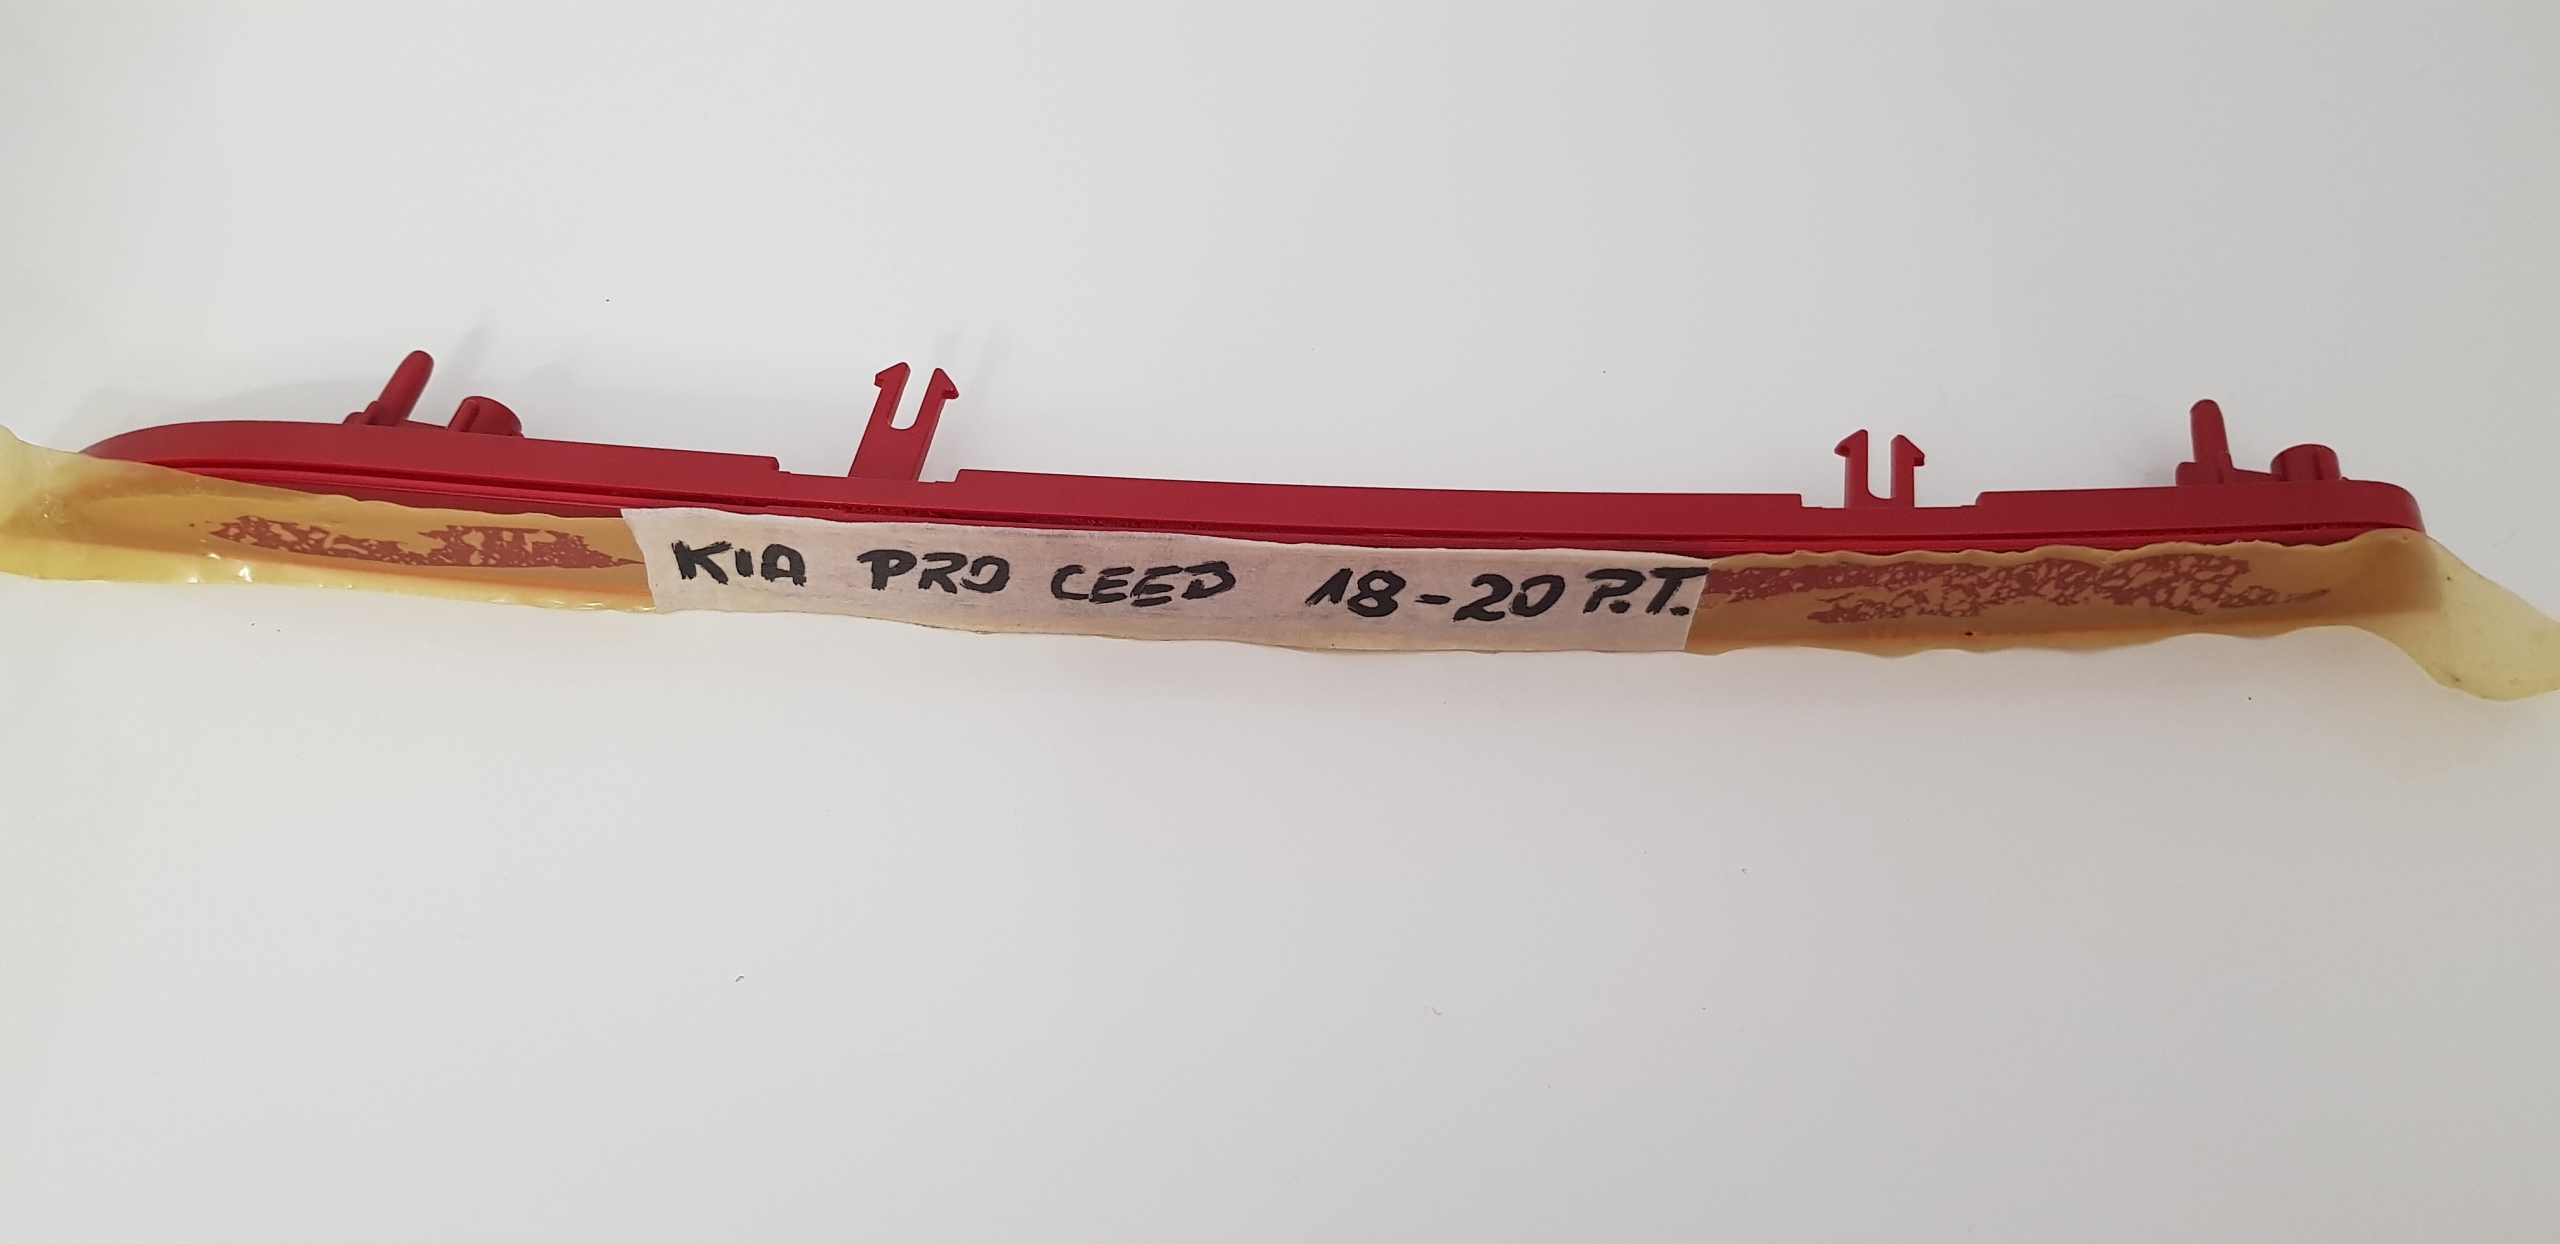 KIA PRO CEED 18-20 P.T.